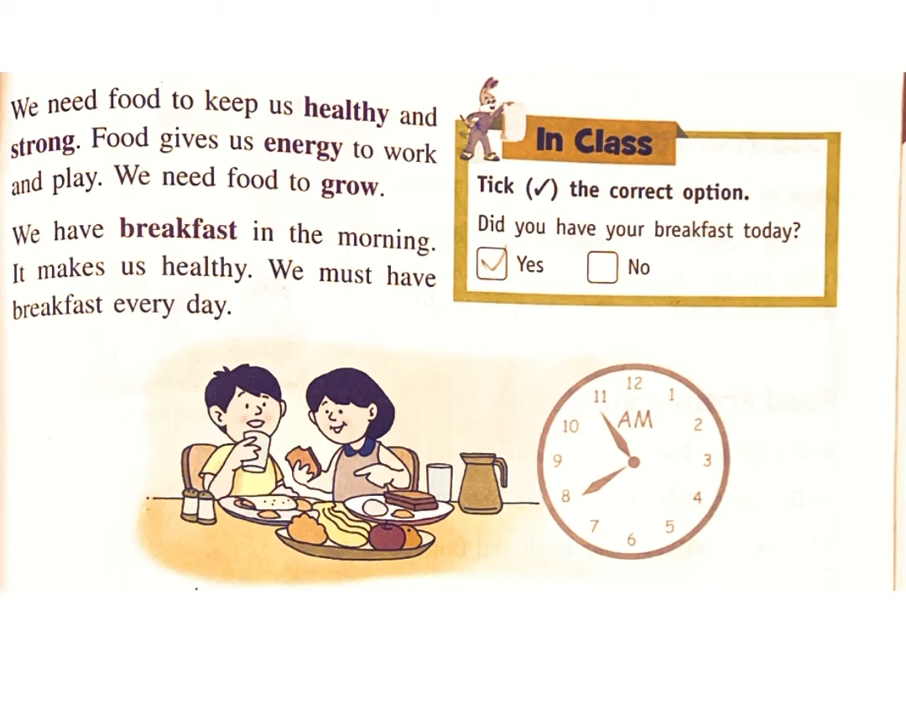 We need food to keep us healthy and
strong. Food gives us energy to work
and play. We need food to grow.
We have breakfast in the morning.
It makes us healthy. We must have
breakfast every day.
In Class
Tick (✓) the correct option.
Did you have your breakfast today?
Yes No
12
11 1
AM
10 2
9 3
8 4
7 5
6